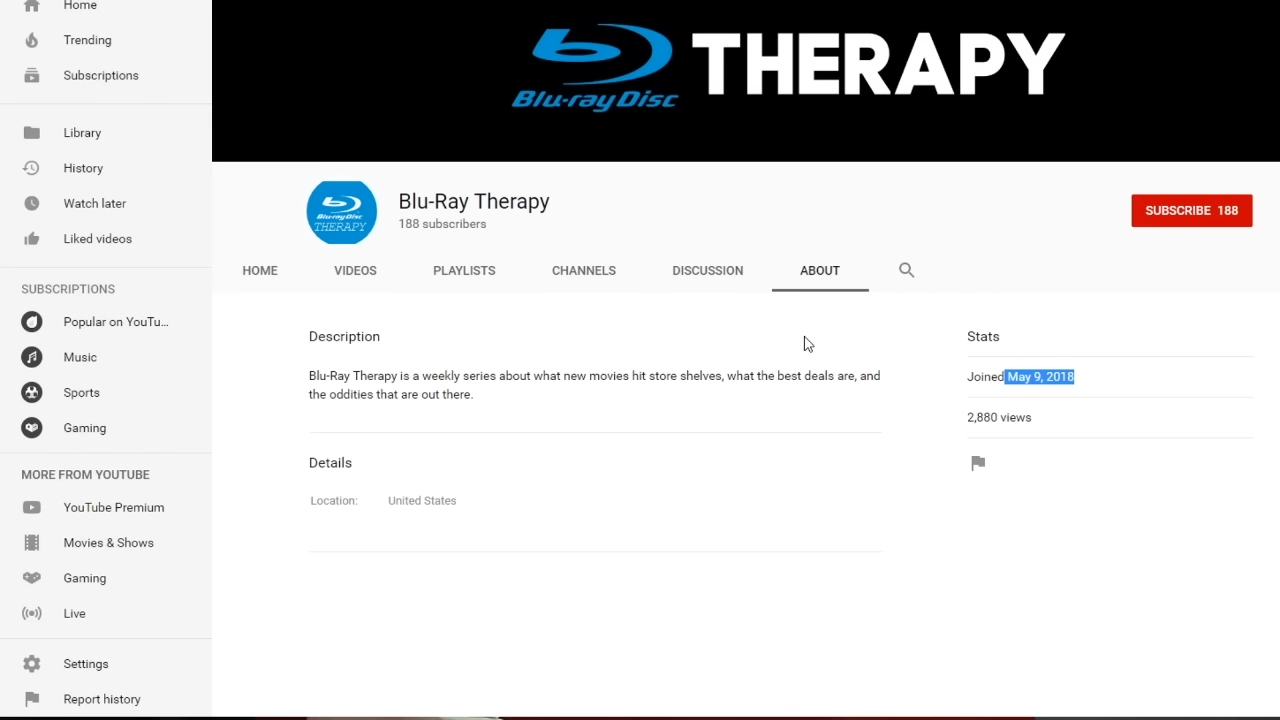 Home
Trending
Subscriptions
Library
History
Watch later
Liked videos
SUBSCRIPTIONS
Popular on YouTu...
Music
Sports
Gaming
MORE FROM YOUTUBE
YouTube Premium
Movies & Shows
Gaming
Live
Settings
Report history
Blu-ray Disc THERAPY
Blu-ray Disc
THERAPY
Blu-Ray Therapy
188 subscribers
SUBSCRIBE 188
HOME VIDEOS PLAYLISTS CHANNELS DISCUSSION ABOUT
Description
Blu-Ray Therapy is a weekly series about what new movies hit store shelves, what the best deals are, and
the oddities that are out there.
Details
Location: United States
Stats
Joined May 9, 2018
2,880 views